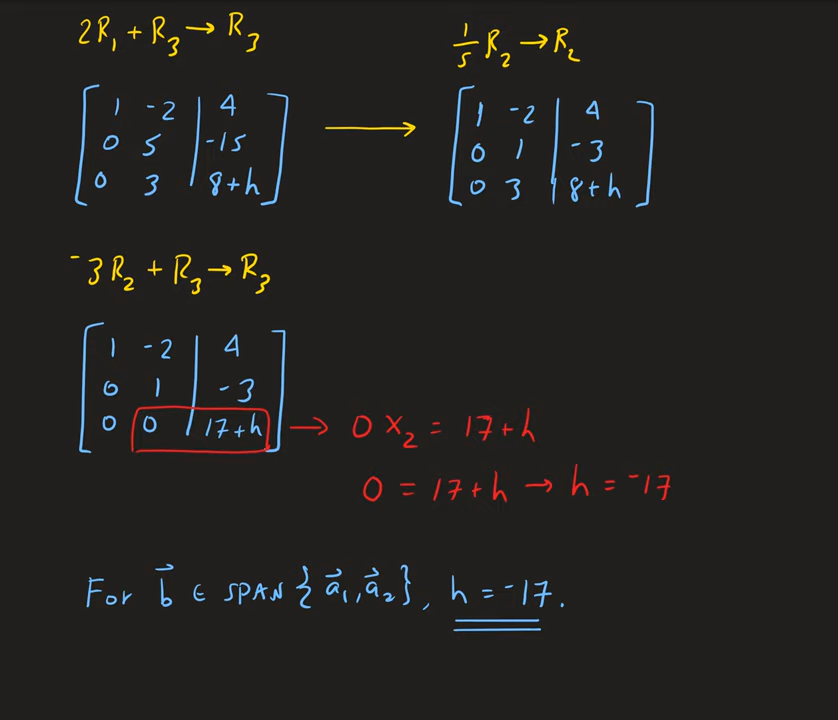 2R₁ + R₃ → R₃
1/5 R₂ → R₂
[ 1 -2 | 4 ]
[ 0 5 | -15 ]
[ 0 3 | 8+h ]
→
[ 1 -2 | 4 ]
[ 0 1 | -3 ]
[ 0 3 | 8+h ]
-3R₂ + R₃ → R₃
[ 1 -2 | 4 ]
[ 0 1 | -3 ]
[ 0 0 | 17+h ] → 0 x₂ = 17+h
0 = 17+h → h = -17
For b⃗ ∈ SPAN {a⃗₁, a⃗₂}, h = -17.